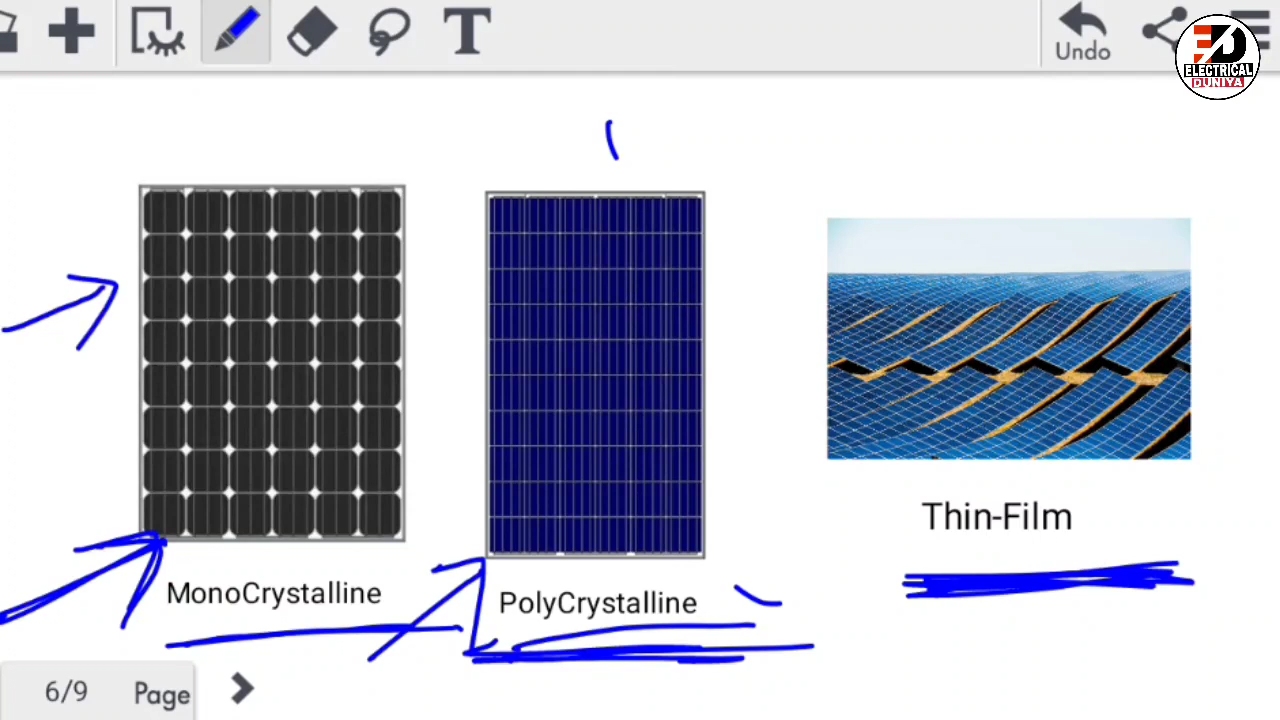 T
Undo
ELECTRICAL
DUNIYA
MonoCrystalline
PolyCrystalline
Thin-Film
6/9 Page